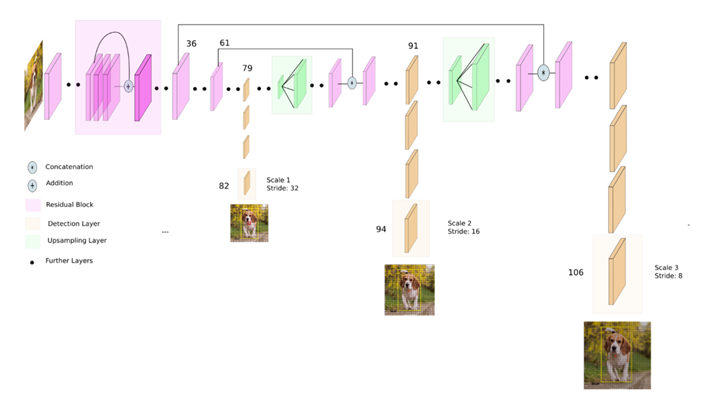 36
61
91
79
Concatenation
Addition
Residual Block
Detection Layer
Upsampling Layer
Further Layers
82
Scale 1
Stride: 32
...
94
Scale 2
Stride: 16
106
Scale 3
Stride: 8